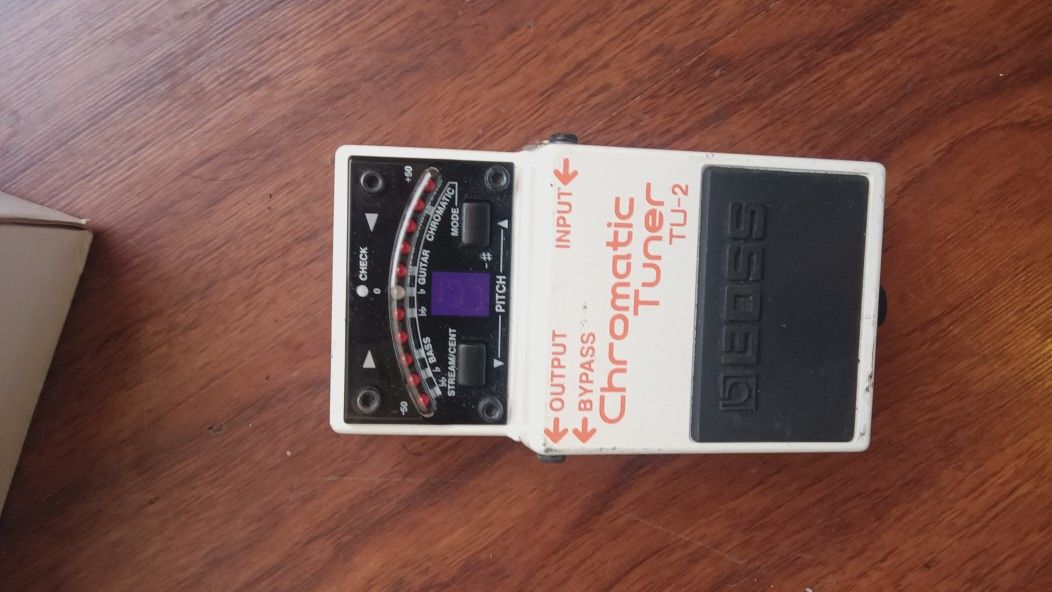 CHECK
-50 0 +50
♭♭ ♭ BASS ♭♭ ♭ GUITAR CHROMATIC
STREAM/CENT -# MODE
▼ PITCH ▲
← OUTPUT INPUT ←
← BYPASS
Chromatic
Tuner
TU-2
BOSS